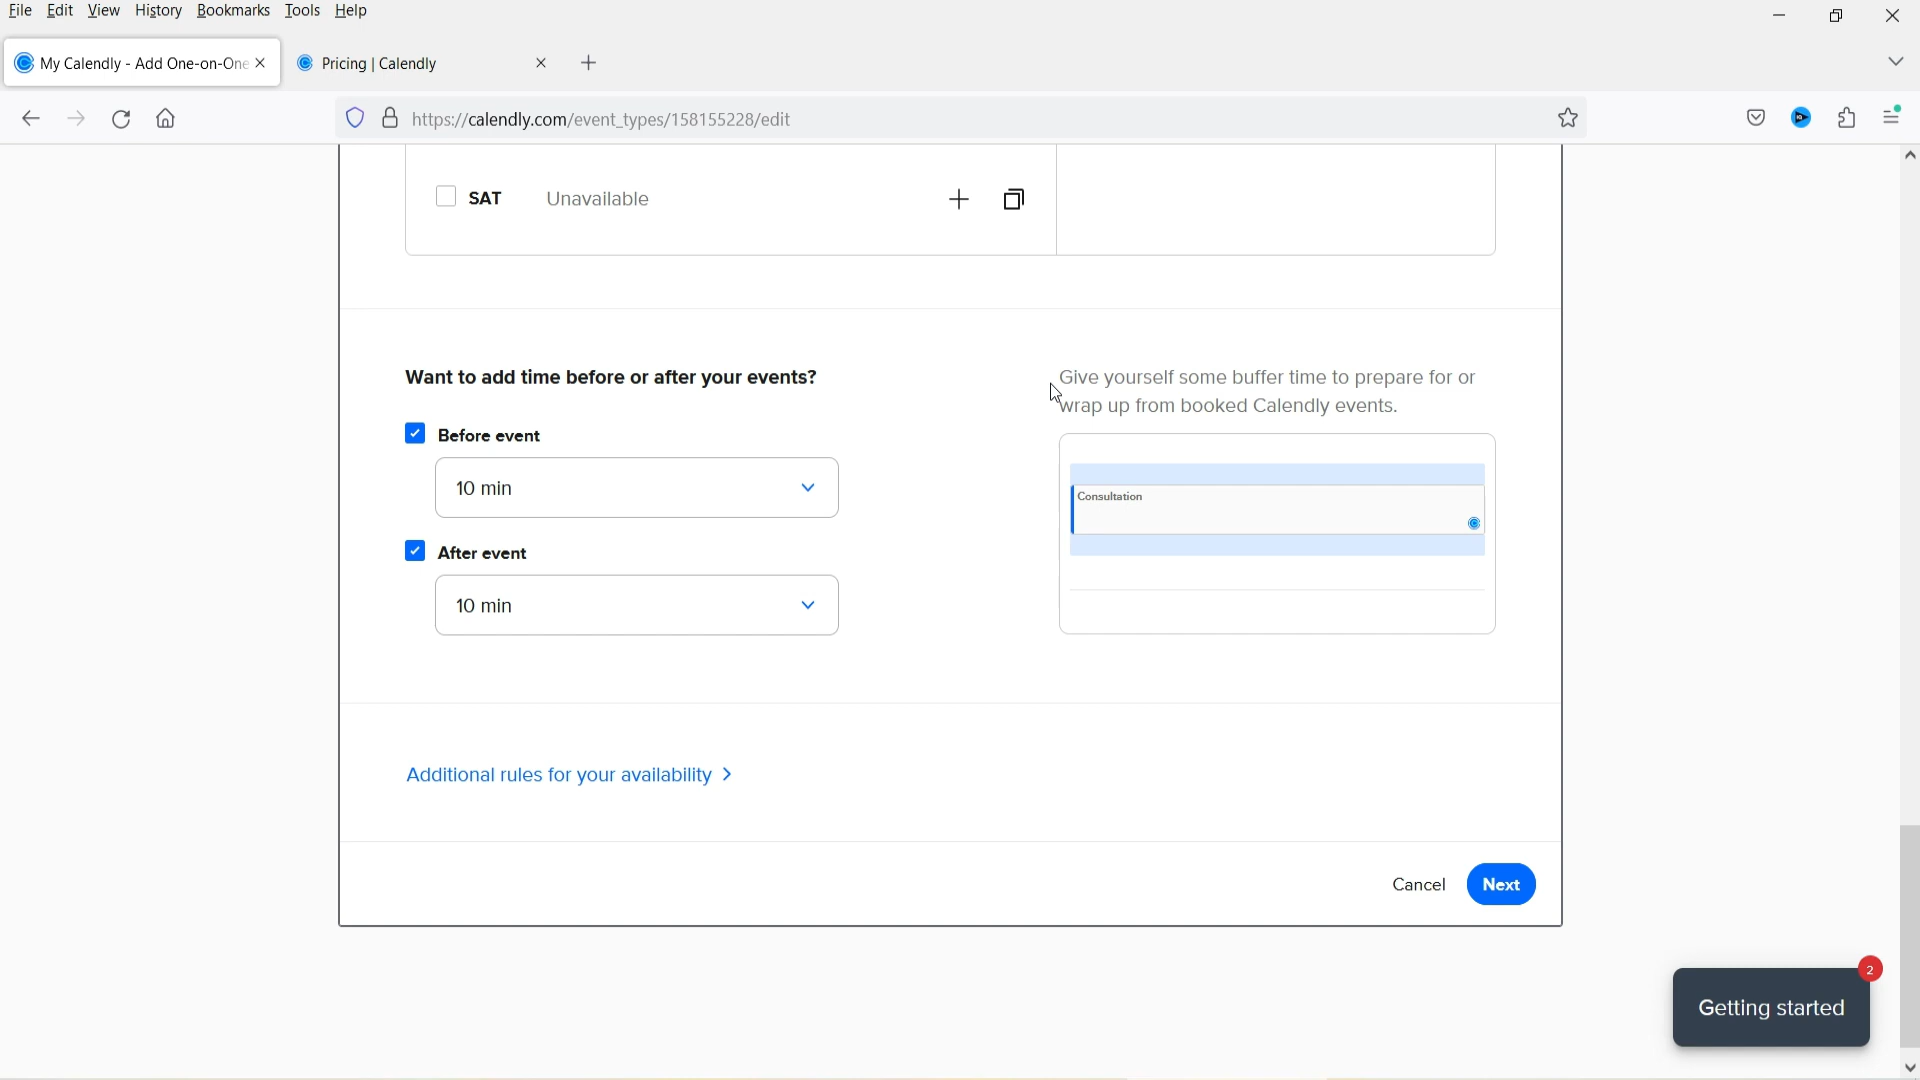 File Edit View History Bookmarks Tools Help
My Calendly - Add One-on-One
Pricing | Calendly
https://calendly.com/event_types/158155228/edit
SAT Unavailable
Want to add time before or after your events?
Give yourself some buffer time to prepare for or
wrap up from booked Calendly events.
Before event
10 min
Consultation
After event
10 min
Additional rules for your availability
Cancel Next
2
Getting started